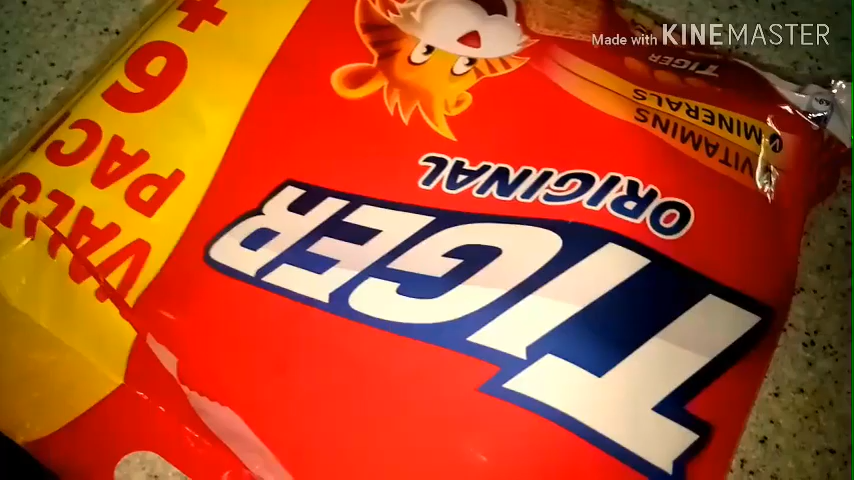 Made with KINEMASTER
TIGER
VITAMINS
MINERALS
ORIGINAL
TIGER
VALU
PACK
+ 6